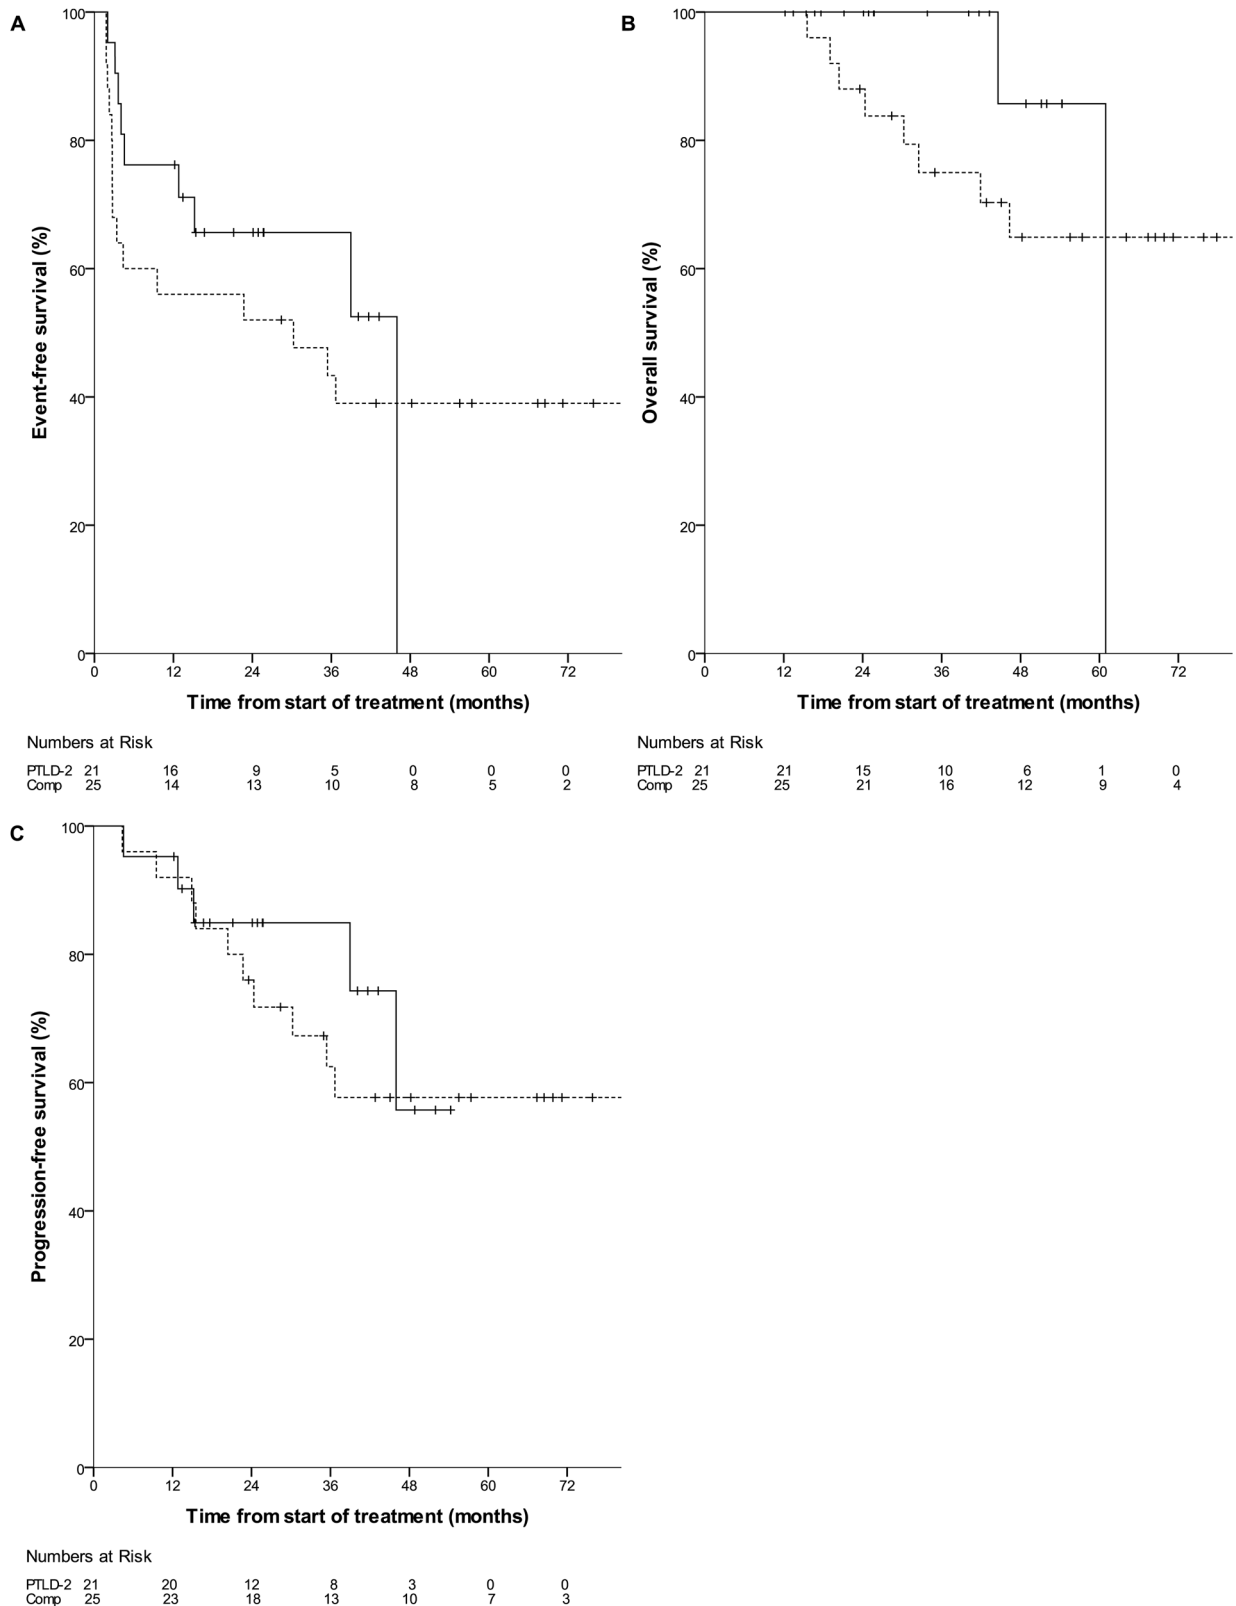 A
100
80
60
40
20
0
Event-free survival (%)
0 12 24 36 48 60 72
Time from start of treatment (months)
Numbers at Risk
PTLD-2 21 16 9 5 0 0 0
Comp 25 14 13 10 8 5 2
B
100
80
60
40
20
0
Overall survival (%)
0 12 24 36 48 60 72
Time from start of treatment (months)
Numbers at Risk
PTLD-2 21 21 15 10 6 1 0
Comp 25 25 21 16 12 9 4
C
100
80
60
40
20
0
Progression-free survival (%)
0 12 24 36 48 60 72
Time from start of treatment (months)
Numbers at Risk
PTLD-2 21 20 12 8 3 0 0
Comp 25 23 18 13 10 7 3